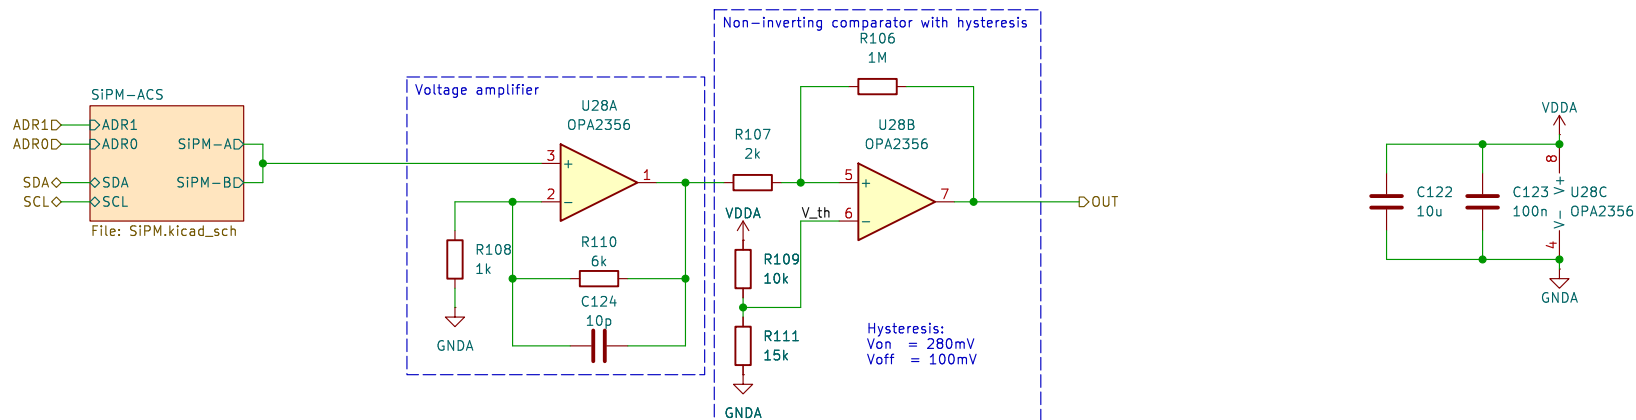 Non-inverting comparator with hysteresis
R106
1M
SiPM-ACS
Voltage amplifier
U28A
OPA2356
ADR1
ADR1
ADR0
ADR0
SiPM-A
SiPM-B
SDA
SDA
SCL
SCL
File: SiPM.kicad_sch
3
+
2
-
1
R107
2k
U28B
OPA2356
5
+
6
-
7
OUT
V_th
VDDA
R108
1k
GNDA
R110
6k
C124
10p
R109
10k
R111
15k
GNDA
Hysteresis:
Von = 280mV
Voff = 100mV
VDDA
8
V+
C122
10u
C123
100n
U28C
OPA2356
V-
4
GNDA